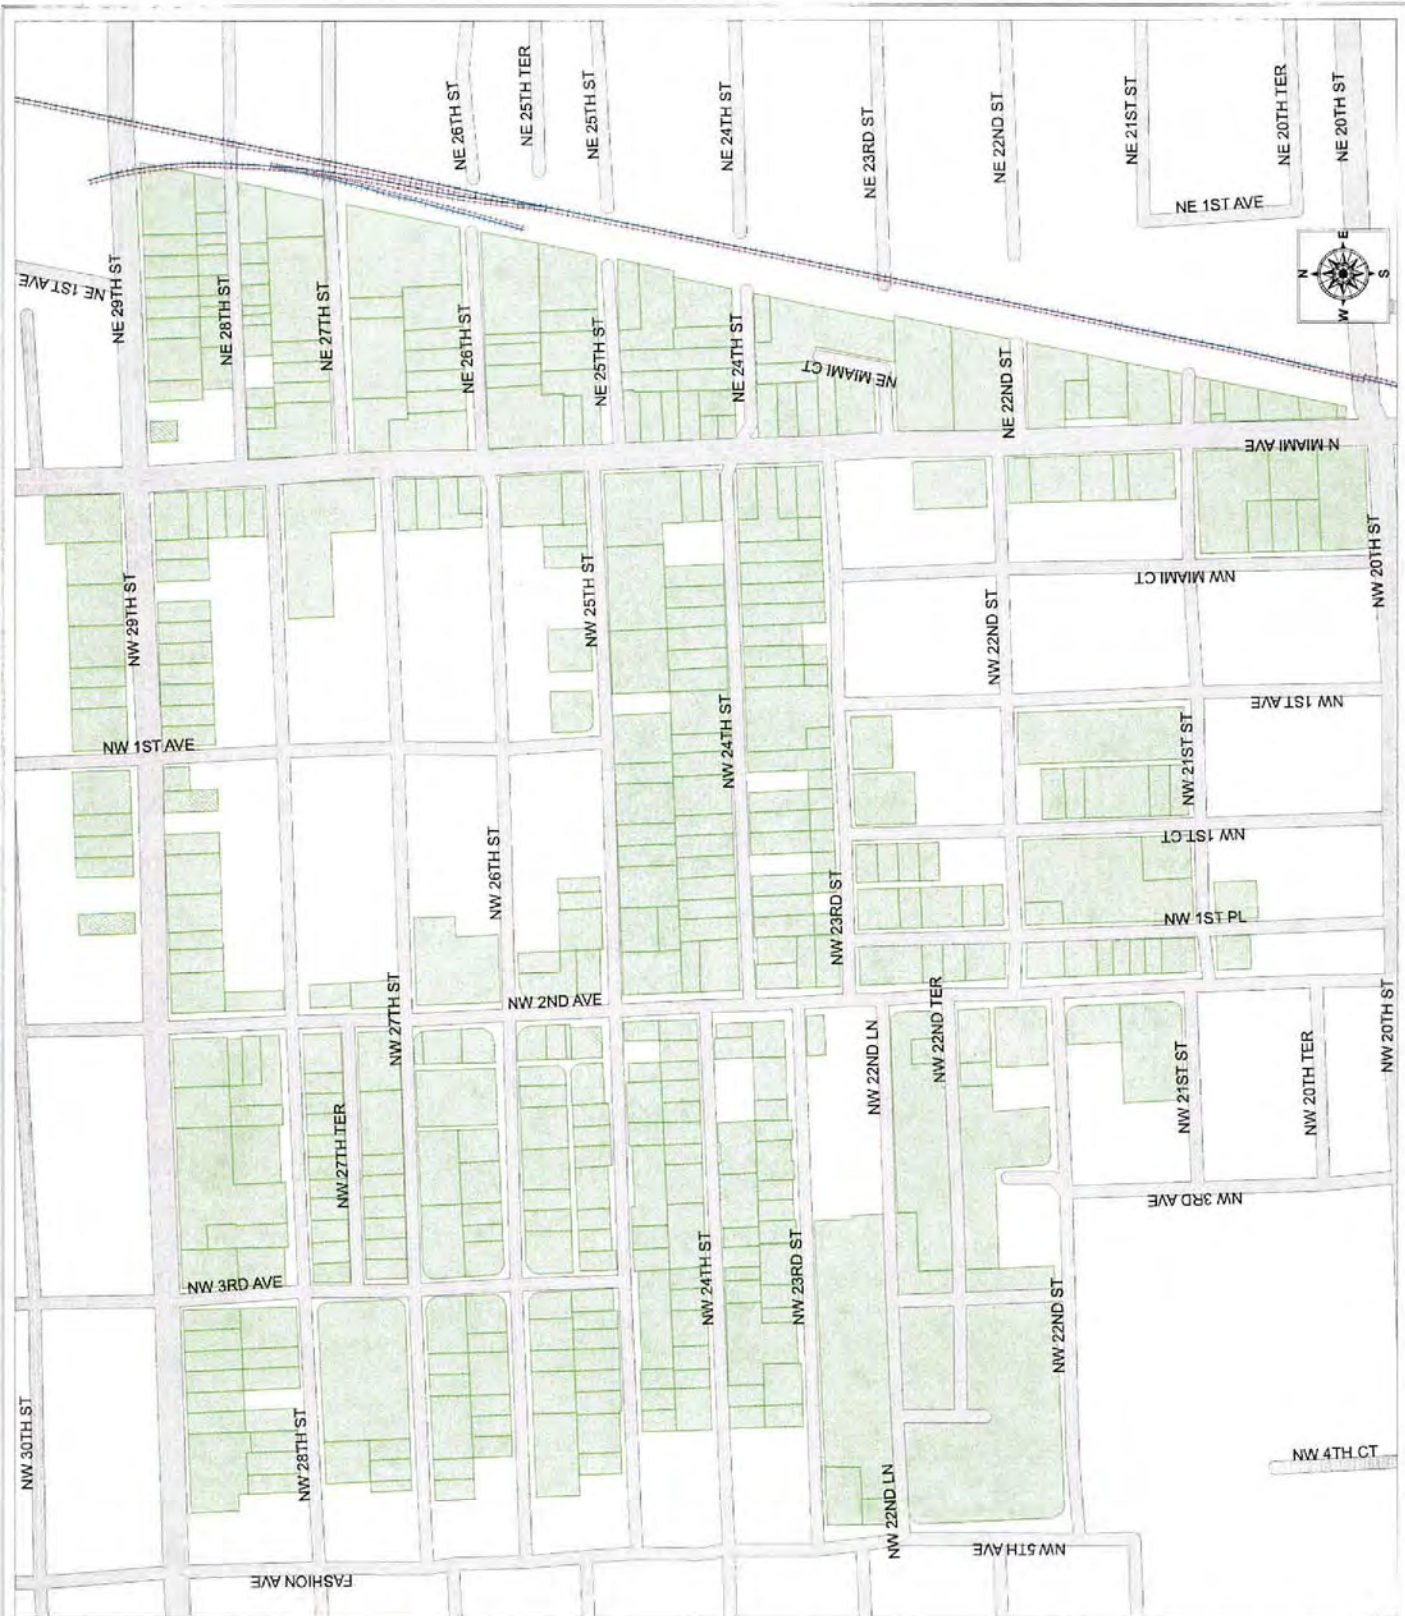 NE 26TH ST
NE 25TH TER
NE 25TH ST
NE 24TH ST
NE 23RD ST
NE 22ND ST
NE 21ST ST
NE 20TH TER
NE 20TH ST
NE 1ST AVE
N
E
W
S
NE 1ST AVE
NE 29TH ST
NE 28TH ST
NE 27TH ST
NE 26TH ST
NE 25TH ST
NE 24TH ST
NE MIAMI CT
NE 22ND ST
N MIAMI AVE
NW 29TH ST
NW 25TH ST
NW 22ND ST
NW MIAMI CT
NW 20TH ST
NW 1ST AVE
NW 24TH ST
NW 21ST ST
NW 1ST AVE
NW 26TH ST
NW 23RD ST
NW 1ST CT
NW 1ST PL
NW 27TH ST
NW 2ND AVE
NW 22ND LN
NW 22ND TER
NW 21ST ST
NW 20TH TER
NW 20TH ST
NW 27TH TER
NW 3RD AVE
NW 24TH ST
NW 23RD ST
NW 22ND ST
NW 3RD AVE
NW 30TH ST
NW 28TH ST
NW 22ND LN
NW 4TH CT
NW 5TH AVE
FASHION AVE